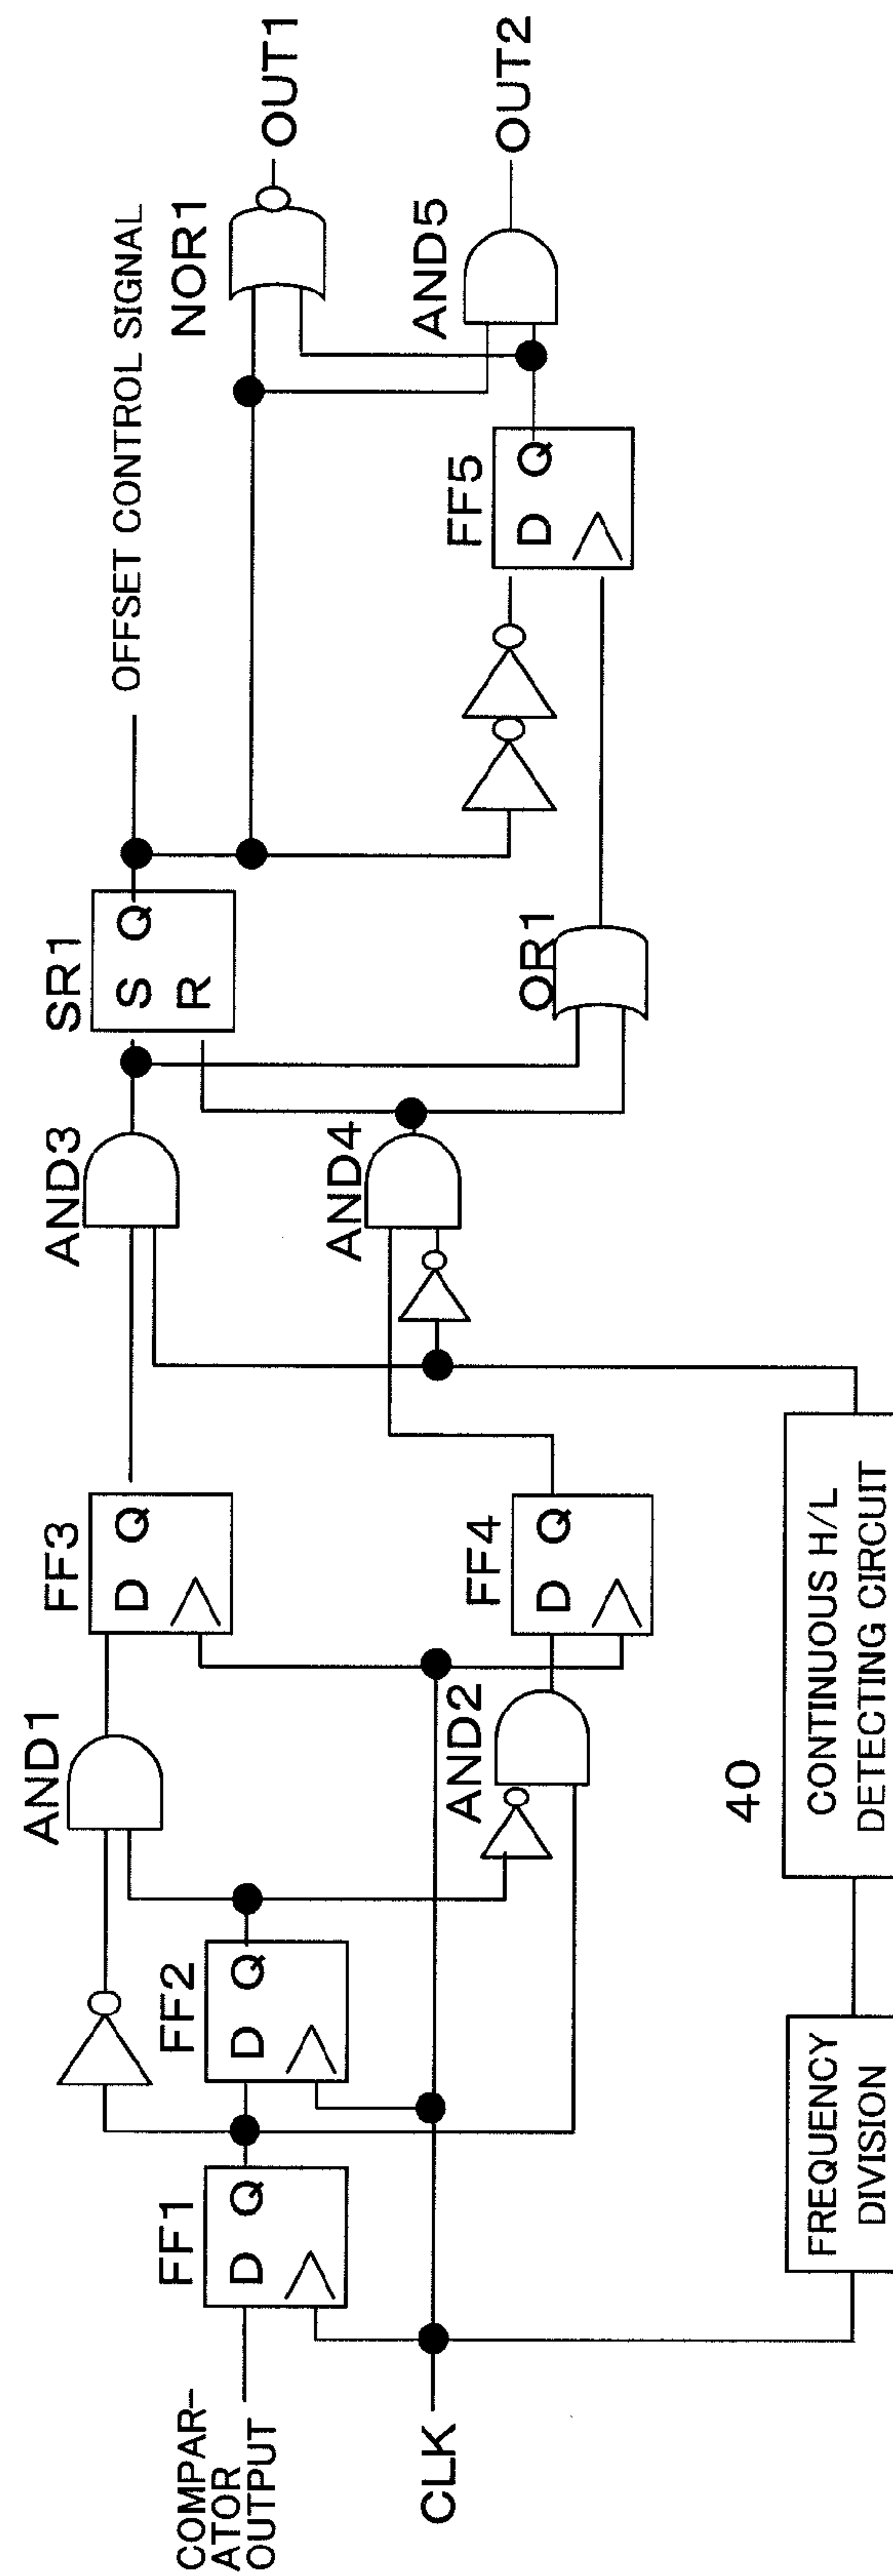 COMPAR-
ATOR
OUTPUT
CLK
FF1
D Q
FF2
D Q
AND1
AND2
FF3
D Q
FF4
D Q
FREQUENCY
DIVISION
40
CONTINUOUS H/L
DETECTING CIRCUIT
AND3
AND4
SR1
S Q
R
OR1
OFFSET CONTROL SIGNAL
FF5
D Q
NOR1
AND5
OUT1
OUT2